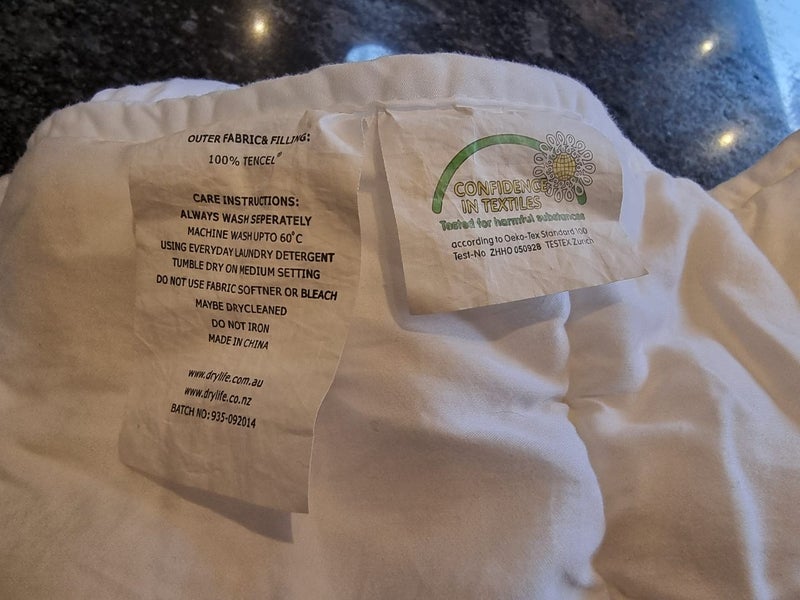 OUTER FABRIC& FILLING:
100% TENCEL®
CARE INSTRUCTIONS:
ALWAYS WASH SEPERATELY
MACHINE WASH UPTO 60°C
USING EVERYDAY LAUNDRY DETERGENT
TUMBLE DRY ON MEDIUM SETTING
DO NOT USE FABRIC SOFTNER OR BLEACH
MAYBE DRYCLEANED
DO NOT IRON
MADE IN CHINA
www.drylife.com.au
www.drylife.co.nz
BATCH NO: 935-092014
CONFIDENCE
IN TEXTILES
Tested for harmful substances
according to Oeko-Tex Standard 100
Test-No ZHHO 050928 TESTEX Zurich